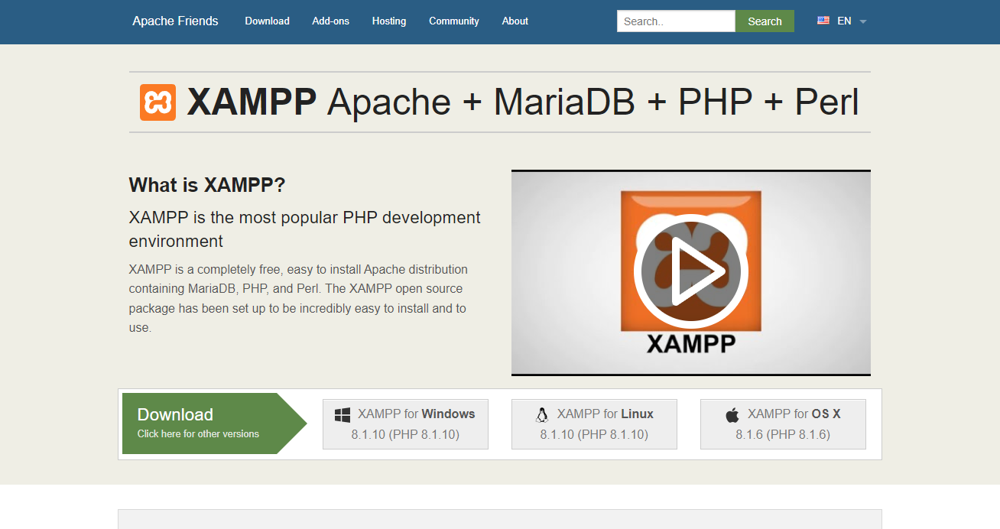 Apache Friends Download Add-ons Hosting Community About Search.. Search EN
XAMPP Apache + MariaDB + PHP + Perl
What is XAMPP?
XAMPP is the most popular PHP development
environment
XAMPP is a completely free, easy to install Apache distribution
containing MariaDB, PHP, and Perl. The XAMPP open source
package has been set up to be incredibly easy to install and to
use.
XAMPP
Download
Click here for other versions
XAMPP for Windows
8.1.10 (PHP 8.1.10)
XAMPP for Linux
8.1.10 (PHP 8.1.10)
XAMPP for OS X
8.1.6 (PHP 8.1.6)